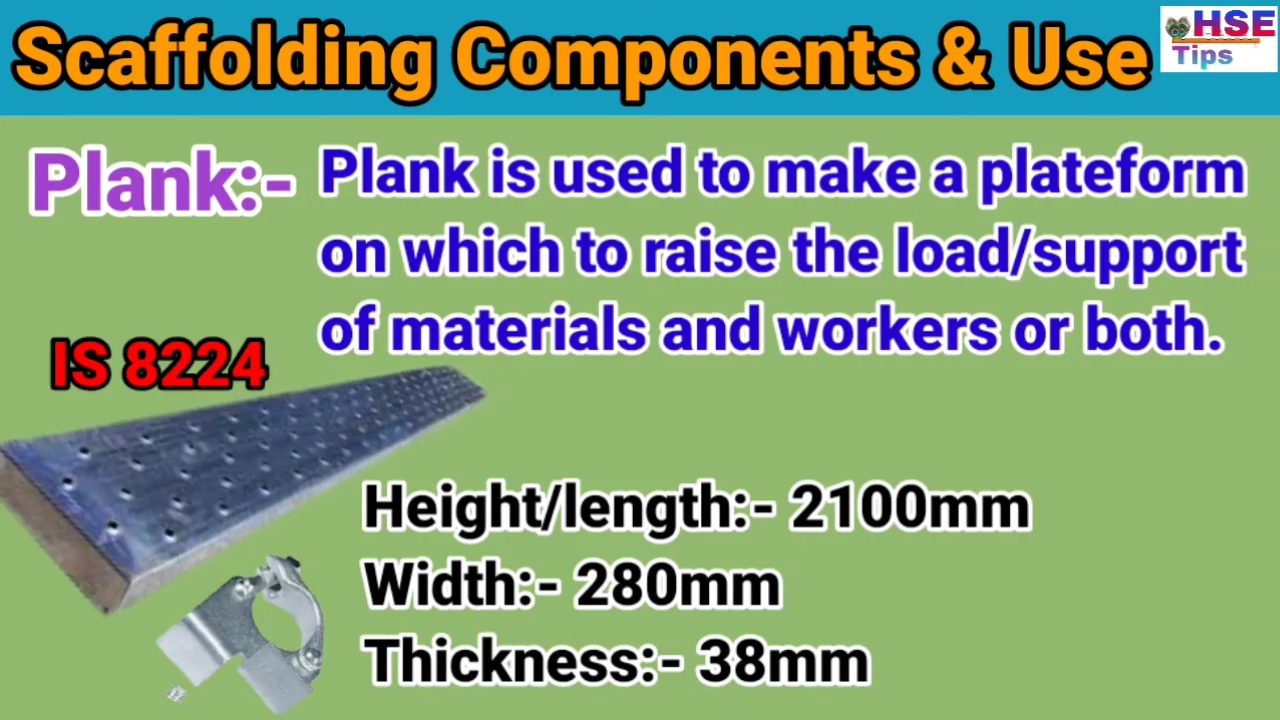 Scaffolding Components & Use
HSE
Tips
Plank:-
Plank is used to make a plateform
on which to raise the load/support
of materials and workers or both.
IS 8224
Height/length:- 2100mm
Width:- 280mm
Thickness:- 38mm